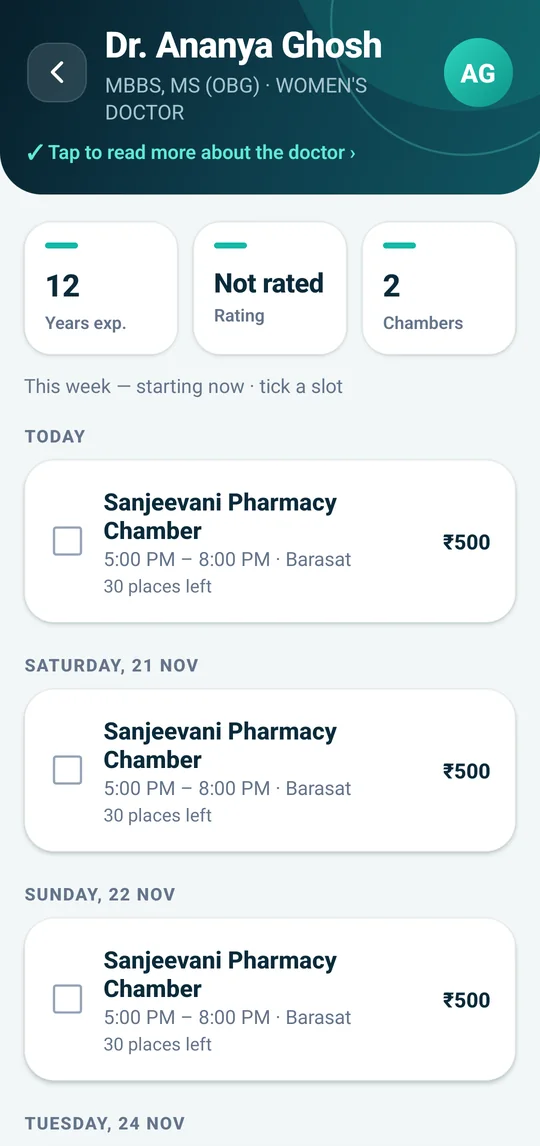 Dr. Ananya Ghosh
MBBS, MS (OBG) · WOMEN'S
DOCTOR
AG
✓ Tap to read more about the doctor ›
12
Years exp.
Not rated
Rating
2
Chambers
This week — starting now · tick a slot
TODAY
Sanjeevani Pharmacy
Chamber
5:00 PM – 8:00 PM · Barasat
30 places left
₹500
SATURDAY, 21 NOV
Sanjeevani Pharmacy
Chamber
5:00 PM – 8:00 PM · Barasat
30 places left
₹500
SUNDAY, 22 NOV
Sanjeevani Pharmacy
Chamber
5:00 PM – 8:00 PM · Barasat
30 places left
₹500
TUESDAY, 24 NOV